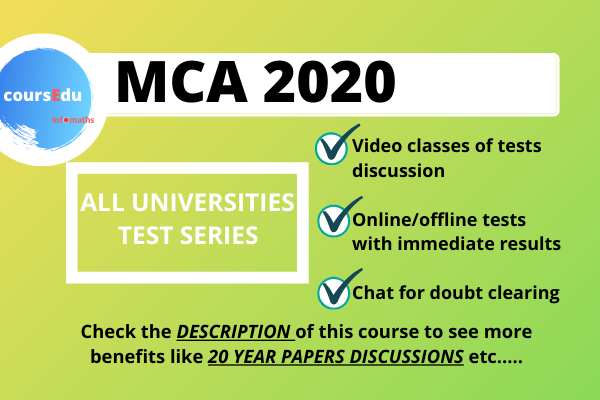 coursEdu
infomaths
MCA 2020
ALL UNIVERSITIES
TEST SERIES
Video classes of tests
discussion
Online/offline tests
with immediate results
Chat for doubt clearing
Check the DESCRIPTION of this course to see more
benefits like 20 YEAR PAPERS DISCUSSIONS etc.....